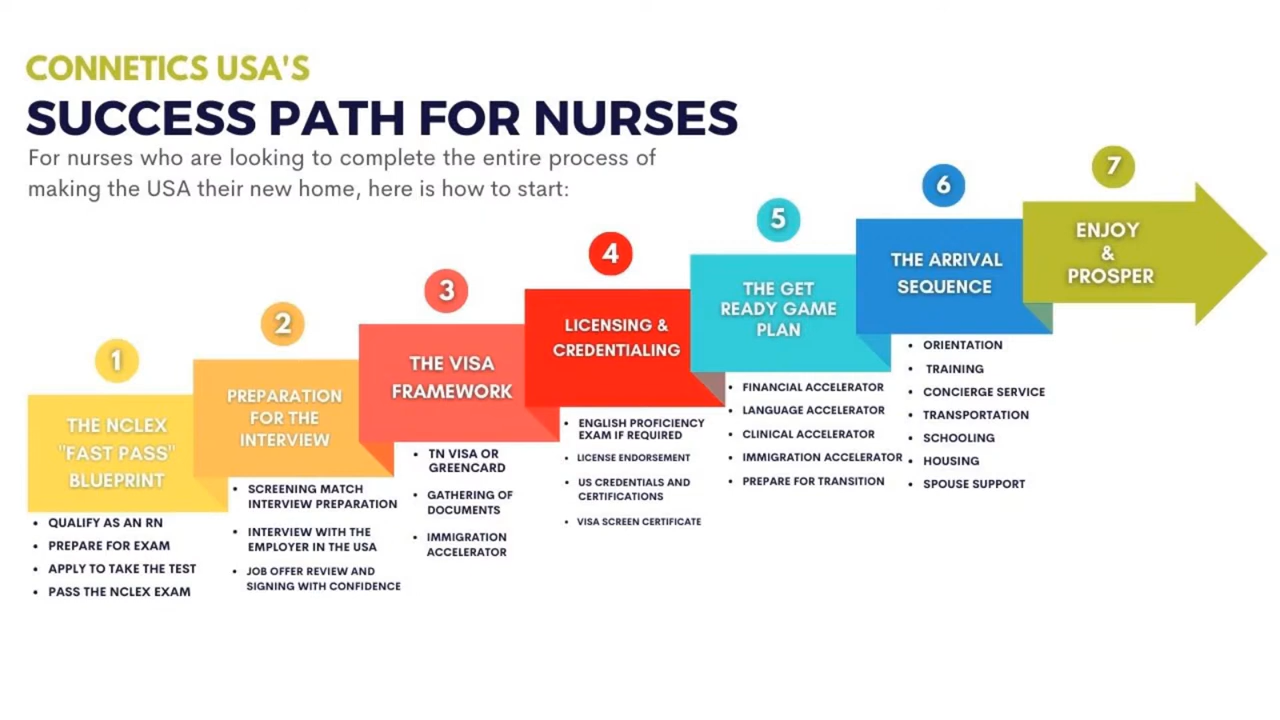 CONNETICS USA'S
SUCCESS PATH FOR NURSES
For nurses who are looking to complete the entire process of
making the USA their new home, here is how to start:
1
THE NCLEX
"FAST PASS"
BLUEPRINT
• QUALIFY AS AN RN
• PREPARE FOR EXAM
• APPLY TO TAKE THE TEST
• PASS THE NCLEX EXAM
2
PREPARATION
FOR THE
INTERVIEW
• SCREENING MATCH
INTERVIEW PREPARATION
• INTERVIEW WITH THE
EMPLOYER IN THE USA
• JOB OFFER REVIEW AND
SIGNING WITH CONFIDENCE
3
THE VISA
FRAMEWORK
• TN VISA OR
GREENCARD
• GATHERING OF
DOCUMENTS
• IMMIGRATION
ACCELERATOR
4
LICENSING &
CREDENTIALING
• ENGLISH PROFICIENCY
EXAM IF REQUIRED
• LICENSE ENDORSEMENT
• US CREDENTIALS AND
CERTIFICATIONS
• VISA SCREEN CERTIFICATE
5
THE GET
READY GAME
PLAN
• FINANCIAL ACCELERATOR
• LANGUAGE ACCELERATOR
• CLINICAL ACCELERATOR
• IMMIGRATION ACCELERATOR
• PREPARE FOR TRANSITION
6
THE ARRIVAL
SEQUENCE
• ORIENTATION
• TRAINING
• CONCIERGE SERVICE
• TRANSPORTATION
• SCHOOLING
• HOUSING
• SPOUSE SUPPORT
7
ENJOY
&
PROSPER